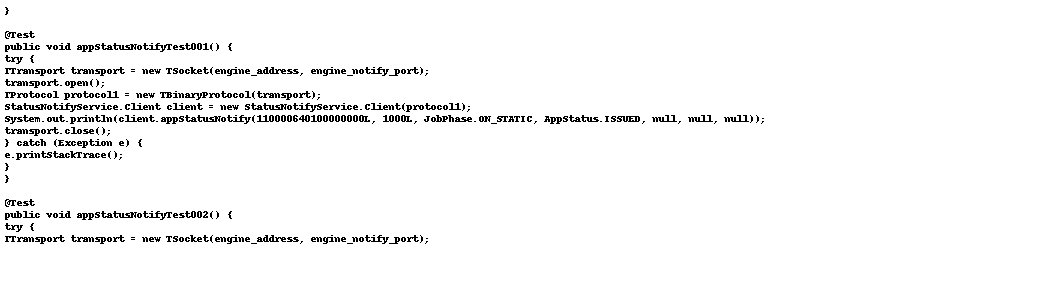 }

@Test
public void appStatusNotifyTest001() {
try {
TTransport transport = new TSocket(engine_address, engine_notify_port);
transport.open();
TProtocol protocol1 = new TBinaryProtocol(transport);
StatusNotifyService.Client client = new StatusNotifyService.Client(protocol1);
System.out.println(client.appStatusNotify(110000640100000000L, 1000L, JobPhase.ON_STATIC, AppStatus.ISSUED, null, null, null));
transport.close();
} catch (Exception e) {
e.printStackTrace();
}
}

@Test
public void appStatusNotifyTest002() {
try {
TTransport transport = new TSocket(engine_address, engine_notify_port);